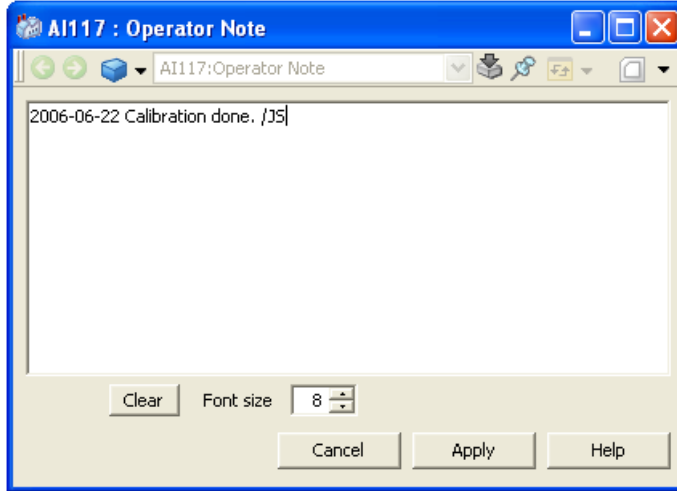 AI117 : Operator Note
AI117:Operator Note
2006-06-22 Calibration done. /JS
Clear Font size 8
Cancel Apply Help